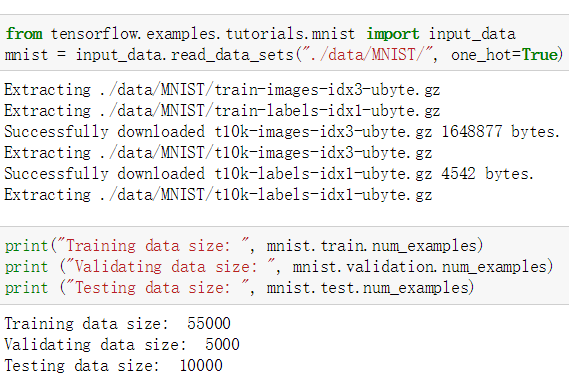 from tensorflow.examples.tutorials.mnist import input_data
mnist = input_data.read_data_sets("./data/MNIST/", one_hot=True)
Extracting ./data/MNIST/train-images-idx3-ubyte.gz
Extracting ./data/MNIST/train-labels-idx1-ubyte.gz
Successfully downloaded t10k-images-idx3-ubyte.gz 1648877 bytes.
Extracting ./data/MNIST/t10k-images-idx3-ubyte.gz
Successfully downloaded t10k-labels-idx1-ubyte.gz 4542 bytes.
Extracting ./data/MNIST/t10k-labels-idx1-ubyte.gz
print("Training data size: ", mnist.train.num_examples)
print ("Validating data size: ", mnist.validation.num_examples)
print ("Testing data size: ", mnist.test.num_examples)
Training data size:  55000
Validating data size:  5000
Testing data size:  10000